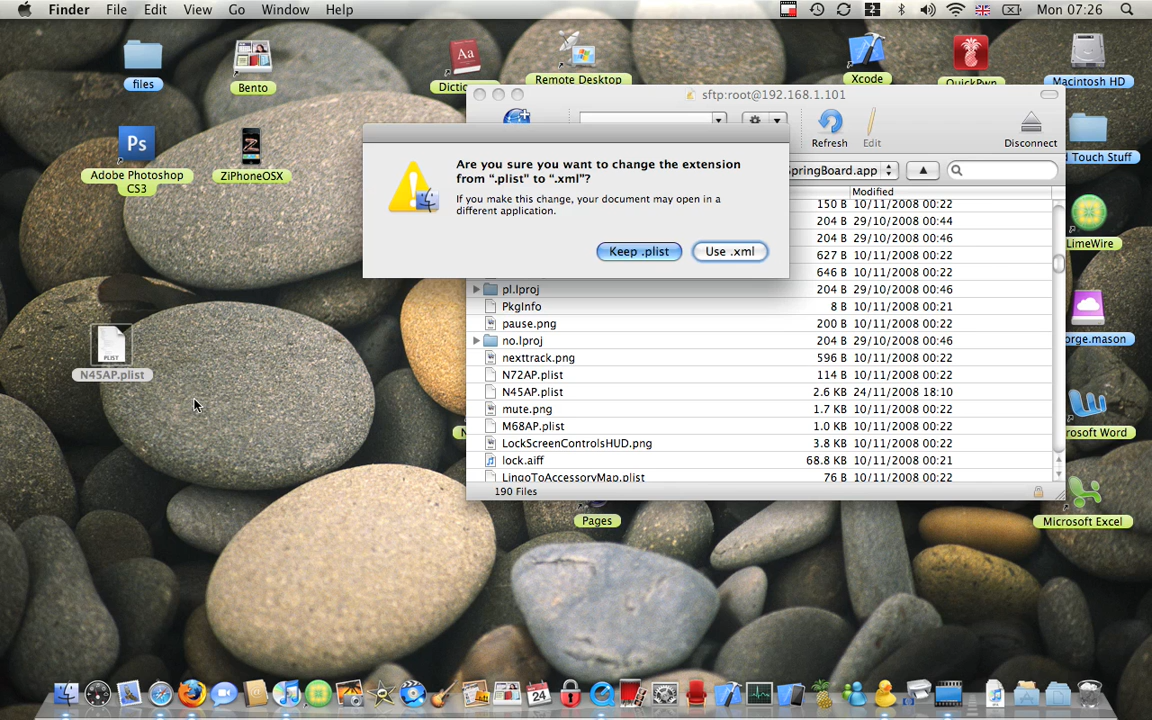 Finder File Edit View Go Window Help
2 Mon 07:26
files
Bento
Aa
Dictic
Remote Desktop
Xcode
QuickPwn
Macintosh HD
Ps
Adobe Photoshop
CS3
ZiPhoneOSX
sftp:root@192.168.1.101
Refresh
Edit
Disconnect
d Touch Stuff
SpringBoard.app
Are you sure you want to change the extension
from “.plist” to “.xml”?
If you make this change, your document may open in a
different application.
Keep .plist
Use .xml
Modified
150 B 10/11/2008 00:22
204 B 29/10/2008 00:44
204 B 29/10/2008 00:46
627 B 10/11/2008 00:22
646 B 10/11/2008 00:22
pl.lproj 204 B 29/10/2008 00:46
PkgInfo 8 B 10/11/2008 00:21
pause.png 200 B 10/11/2008 00:22
no.lproj 204 B 29/10/2008 00:46
nexttrack.png 596 B 10/11/2008 00:22
N72AP.plist 114 B 10/11/2008 00:22
N45AP.plist 2.6 KB 24/11/2008 18:10
mute.png 1.7 KB 10/11/2008 00:22
M68AP.plist 1.0 KB 10/11/2008 00:22
LockScreenControlsHUD.png 3.8 KB 10/11/2008 00:22
lock.aiff 68.8 KB 10/11/2008 00:21
LingoToAccessoryMap.plist 76 B 10/11/2008 00:22
190 Files
LimeWire
orge.mason
rosoft Word
Microsoft Excel
PLIST
N45AP.plist
N
Pages
24